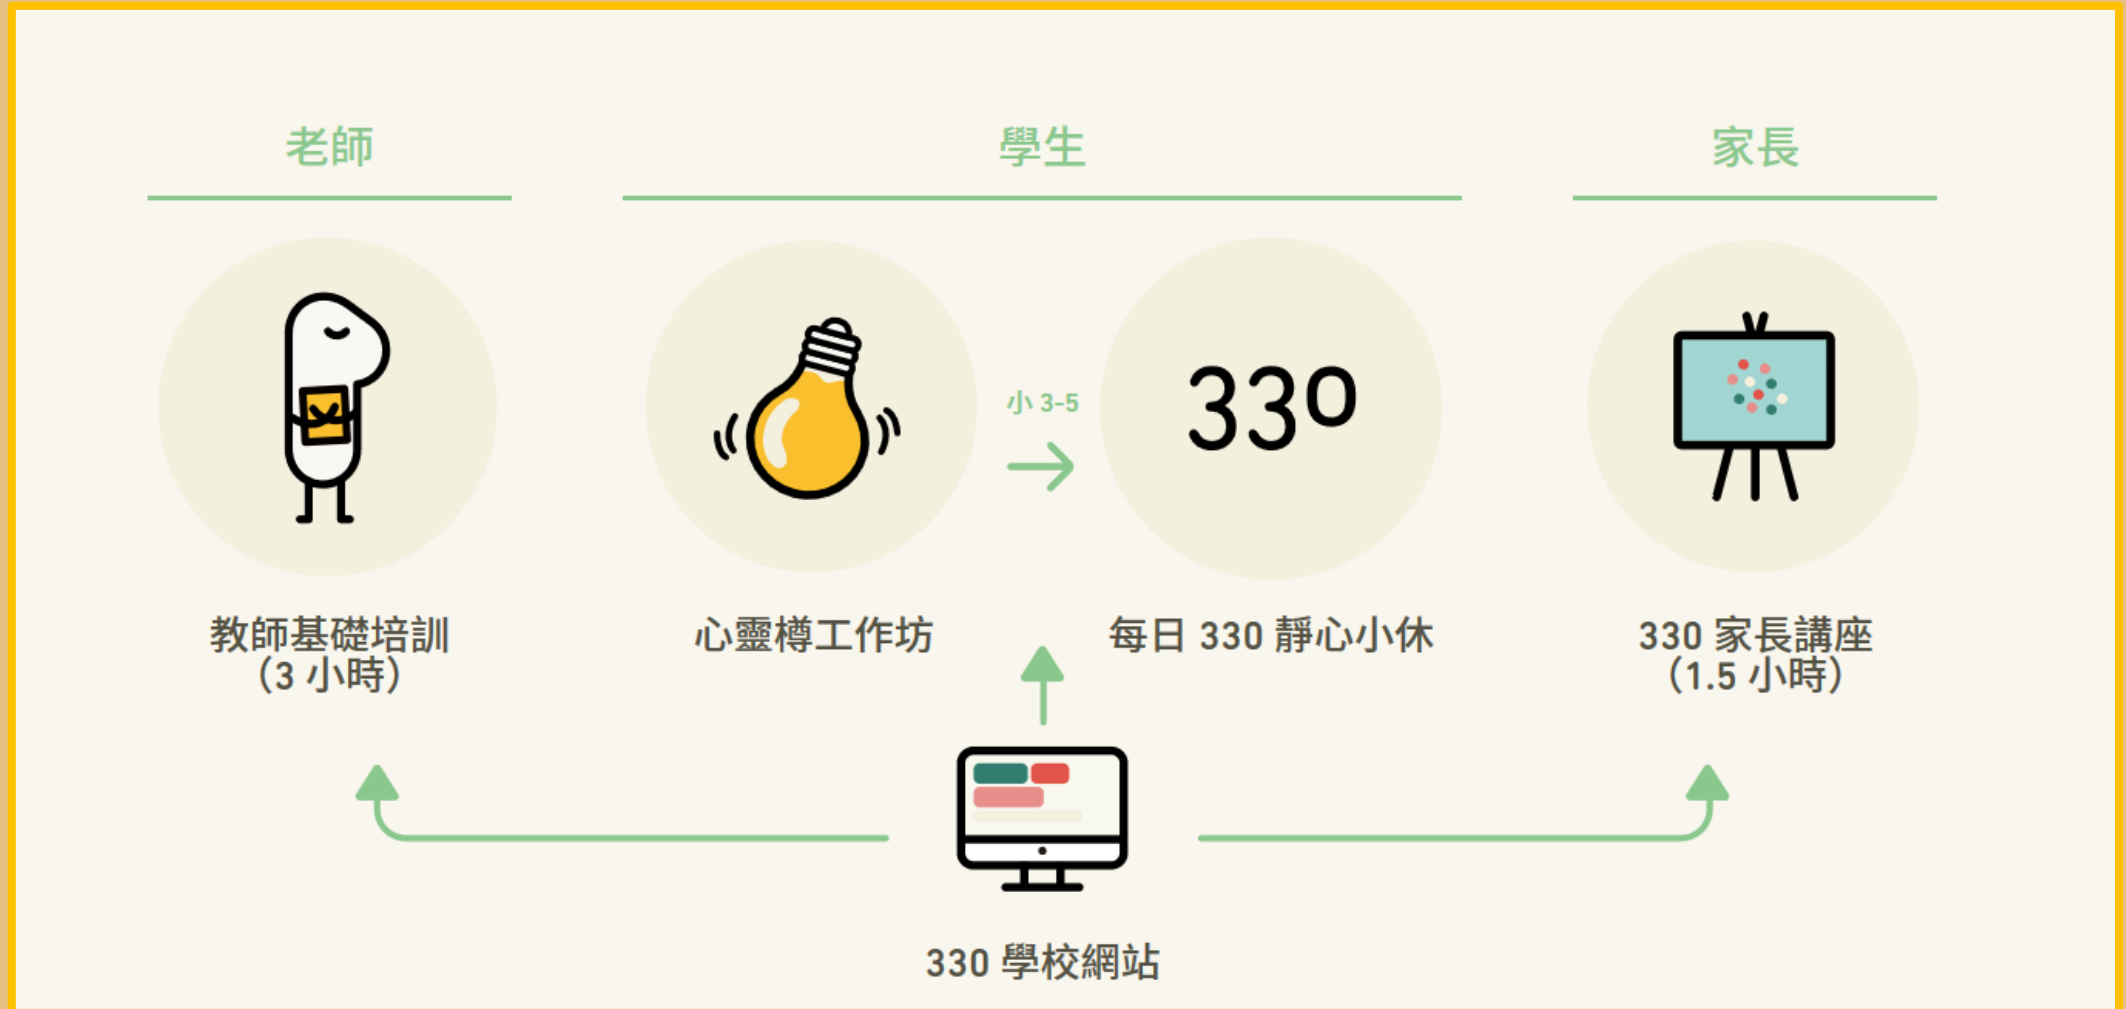 老師
學生
家長
小 3-5
330
教師基礎培訓
（3 小時）
心靈樽工作坊
每日 330 靜心小休
330 家長講座
（1.5 小時）
330 學校網站